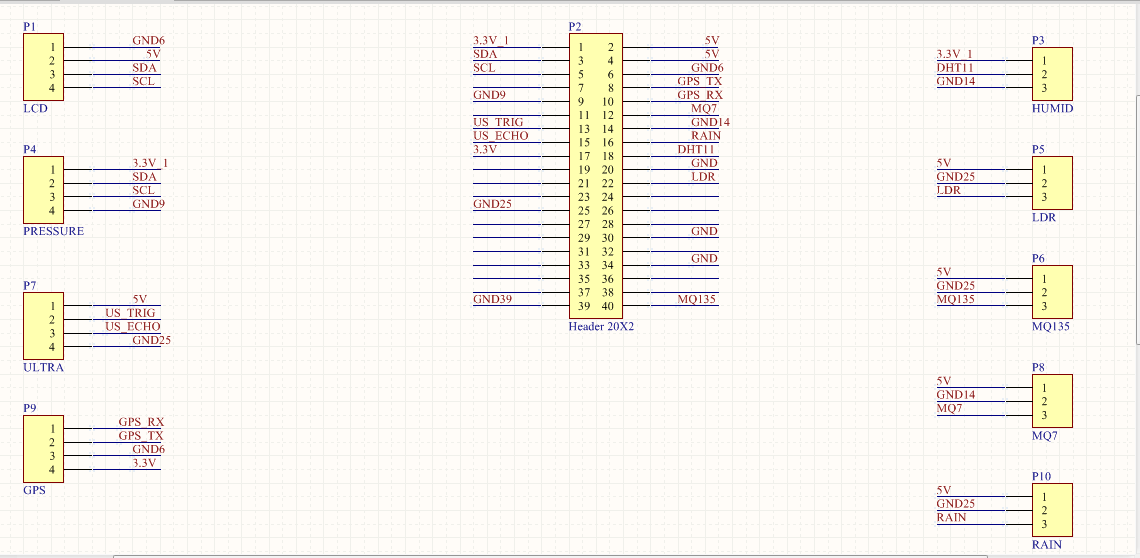 P1
1 GND6
2 5V
3 SDA
4 SCL
LCD
P4
1 3.3V_1
2 SDA
3 SCL
4 GND9
PRESSURE
P7
1 5V
2 US_TRIG
3 US_ECHO
4 GND25
ULTRA
P9
1 GPS_RX
2 GPS_TX
3 GND6
4 3.3V
GPS
P2
3.3V_1 1 2 5V
SDA 3 4 5V
SCL 5 6 GND6
7 8 GPS_TX
GND9 9 10 GPS_RX
11 12 MQ7
US_TRIG 13 14 GND14
US_ECHO 15 16 RAIN
3.3V 17 18 DHT11
19 20 GND
21 22 LDR
23 24
GND25 25 26
27 28
29 30 GND
31 32
33 34 GND
35 36
37 38
GND39 39 40 MQ135
Header 20X2
P3
3.3V_1 1
DHT11 2
GND14 3
HUMID
P5
5V 1
GND25 2
LDR 3
LDR
P6
5V 1
GND25 2
MQ135 3
MQ135
P8
5V 1
GND14 2
MQ7 3
MQ7
P10
5V 1
GND25 2
RAIN 3
RAIN